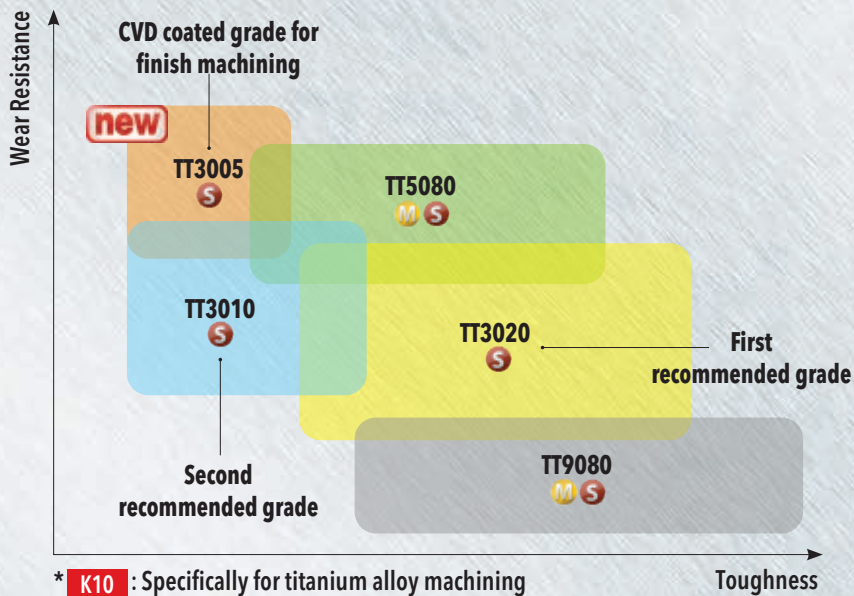 Wear Resistance
CVD coated grade for
finish machining
new
TT3005
S
TT5080
M S
TT3010
S
TT3020
S
First
recommended grade
Second
recommended grade
TT9080
M S
* K10 : Specifically for titanium alloy machining
Toughness